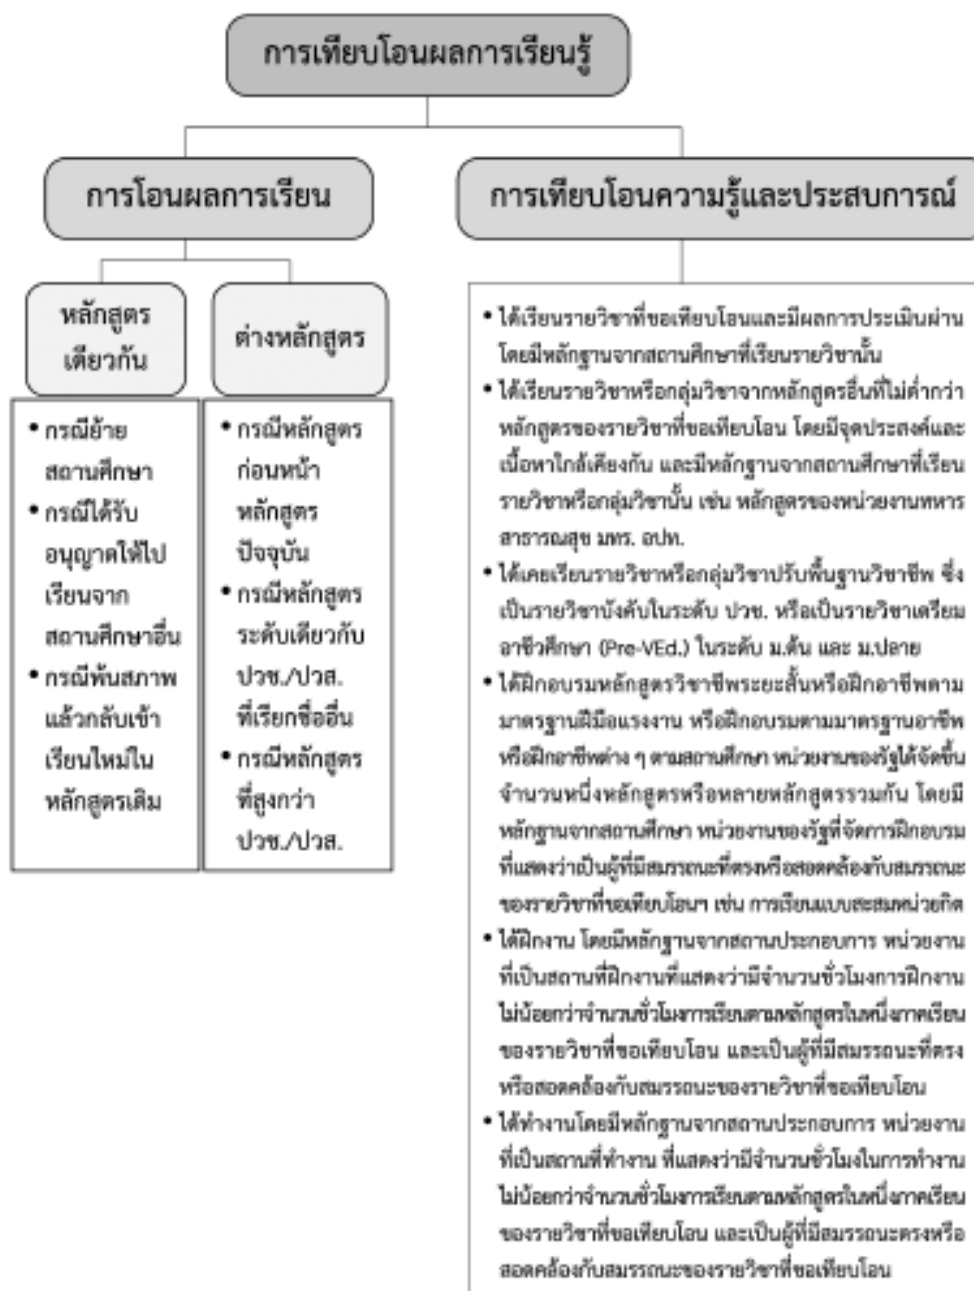 การเทียบโอนผลการเรียนรู้
การโอนผลการเรียน
การเทียบโอนความรู้และประสบการณ์
หลักสูตร
เดียวกัน
ต่างหลักสูตร
• กรณีย้าย
สถานศึกษา
• กรณีได้รับ
อนุญาตให้ไป
เรียนจาก
สถานศึกษาอื่น
• กรณีพ้นสภาพ
แล้วกลับเข้า
เรียนใหม่ใน
หลักสูตรเดิม
• กรณีหลักสูตร
ก่อนหน้า
หลักสูตร
ปัจจุบัน
• กรณีหลักสูตร
ระดับเดียวกับ
ปวช./ปวส.
ที่เรียกชื่ออื่น
• กรณีหลักสูตร
ที่สูงกว่า
ปวช./ปวส.
• ได้เรียนรายวิชาที่ขอเทียบโอนและมีผลการประเมินผ่าน
โดยมีหลักฐานจากสถานศึกษาที่เรียนรายวิชานั้น
• ได้เรียนรายวิชาหรือกลุ่มวิชาจากหลักสูตรอื่นที่ไม่ต่ำกว่า
หลักสูตรของรายวิชาที่ขอเทียบโอน โดยมีจุดประสงค์และ
เนื้อหาใกล้เคียงกัน และมีหลักฐานจากสถานศึกษาที่เรียน
รายวิชาหรือกลุ่มวิชานั้น เช่น หลักสูตรของหน่วยงานทหาร
สาธารณสุข มทร. อปท.
• ได้เคยเรียนรายวิชาหรือกลุ่มวิชาปรับพื้นฐานวิชาชีพ ซึ่ง
เป็นรายวิชาบังคับในระดับ ปวช. หรือเป็นรายวิชาเตรียม
อาชีวศึกษา (Pre-VEd.) ในระดับ ม.ต้น และ ม.ปลาย
• ได้ฝึกอบรมหลักสูตรวิชาชีพระยะสั้นหรือฝึกอาชีพตาม
มาตรฐานฝีมือแรงงาน หรือฝึกอบรมตามมาตรฐานอาชีพ
หรือฝึกอาชีพต่าง ๆ ตามสถานศึกษา หน่วยงานของรัฐได้จัดขึ้น
จำนวนหนึ่งหลักสูตรหรือหลายหลักสูตรรวมกัน โดยมี
หลักฐานจากสถานศึกษา หน่วยงานของรัฐที่จัดการฝึกอบรม
ที่แสดงว่าเป็นผู้ที่มีสมรรถนะที่ตรงหรือสอดคล้องกับสมรรถนะ
ของรายวิชาที่ขอเทียบโอนฯ เช่น การเรียนแบบสะสมหน่วยกิต
• ได้ฝึกงาน โดยมีหลักฐานจากสถานประกอบการ หน่วยงาน
ที่เป็นสถานที่ฝึกงานที่แสดงว่ามีจำนวนชั่วโมงการฝึกงาน
ไม่น้อยกว่าจำนวนชั่วโมงการเรียนตามหลักสูตรในหนึ่งภาคเรียน
ของรายวิชาที่ขอเทียบโอน และเป็นผู้ที่มีสมรรถนะที่ตรง
หรือสอดคล้องกับสมรรถนะของรายวิชาที่ขอเทียบโอน
• ได้ทำงานโดยมีหลักฐานจากสถานประกอบการ หน่วยงาน
ที่เป็นสถานที่ทำงาน ที่แสดงว่ามีจำนวนชั่วโมงในการทำงาน
ไม่น้อยกว่าจำนวนชั่วโมงการเรียนตามหลักสูตรในหนึ่งภาคเรียน
ของรายวิชาที่ขอเทียบโอน และเป็นผู้ที่มีสมรรถนะตรงหรือ
สอดคล้องกับสมรรถนะของรายวิชาที่ขอเทียบโอน